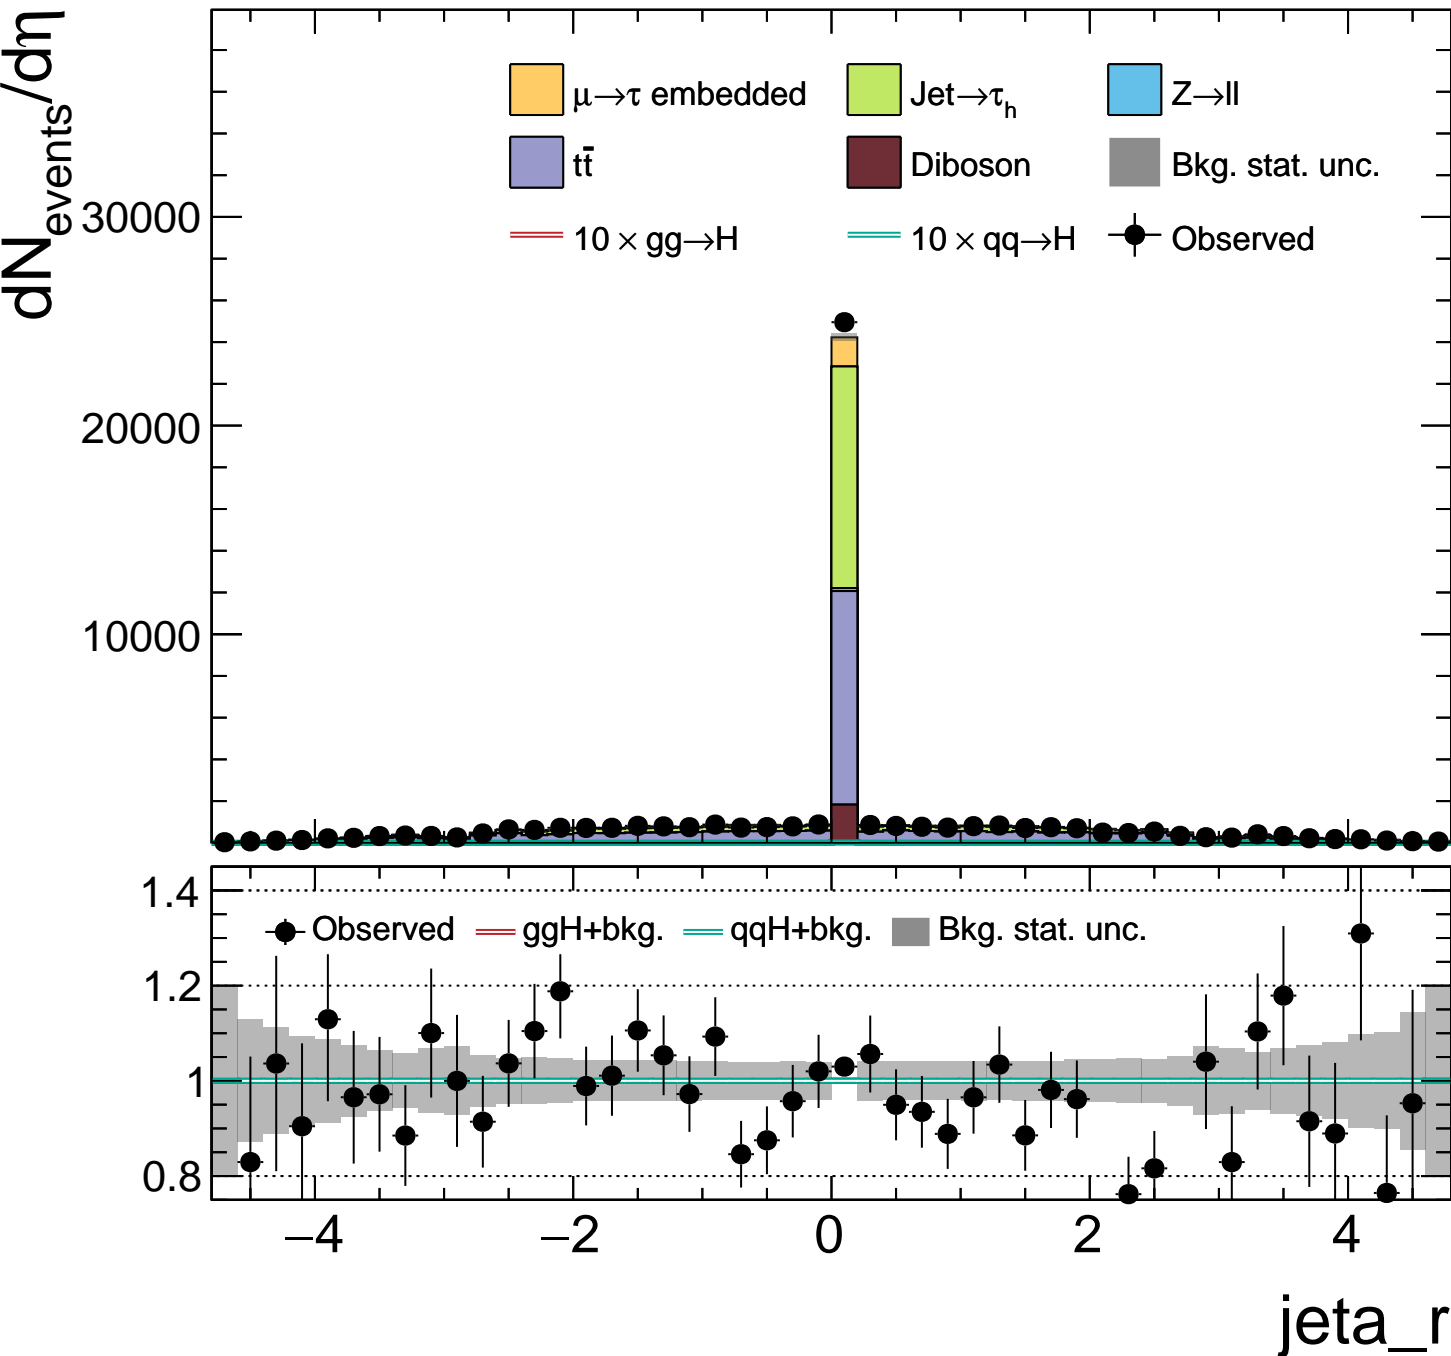 dN_events/dη
μ→τ embedded Jet→τ_h Z→ll
tt̄ Diboson Bkg. stat. unc.
10 × gg→H 10 × qq→H Observed
30000
20000
10000
1.4
Observed ggH+bkg. qqH+bkg. Bkg. stat. unc.
1.2
1
0.8
−4 −2 0 2 4
jeta_r